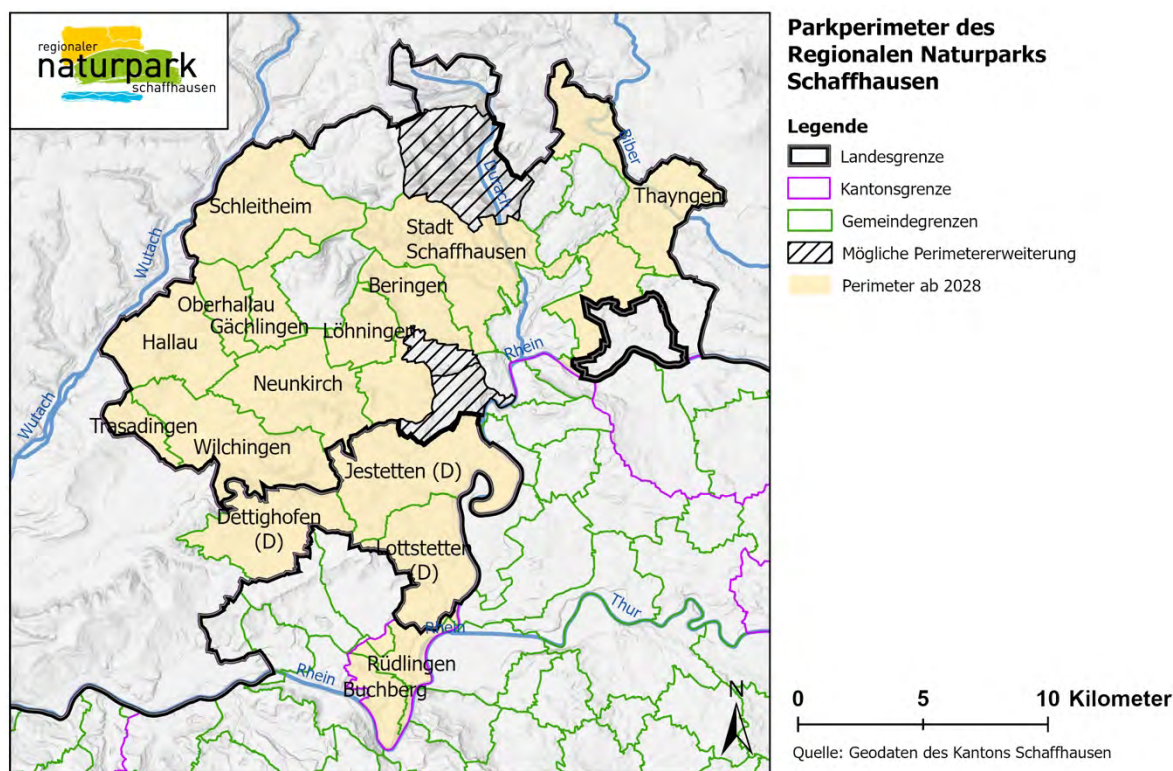 regionaler
naturpark
schaffhausen
Parkperimeter des
Regionalen Naturparks
Schaffhausen
Legende
Landesgrenze
Kantonsgrenze
Gemeindegrenzen
Mögliche Perimetererweiterung
Perimeter ab 2028
Biber
Durach
Thayngen
Schleitheim
Stadt
Schaffhausen
Wutach
Beringen
Oberhallau
Gächlingen
Löhningen
Hallau
Rhein
Neunkirch
Wutach
Trasadingen
Wilchingen
Jestetten (D)
Dettighofen
(D)
Lottstetten
(D)
Thur
Rhein
Rüdlingen
Rhein
Buchberg
N
0 5 10 Kilometer
Quelle: Geodaten des Kantons Schaffhausen